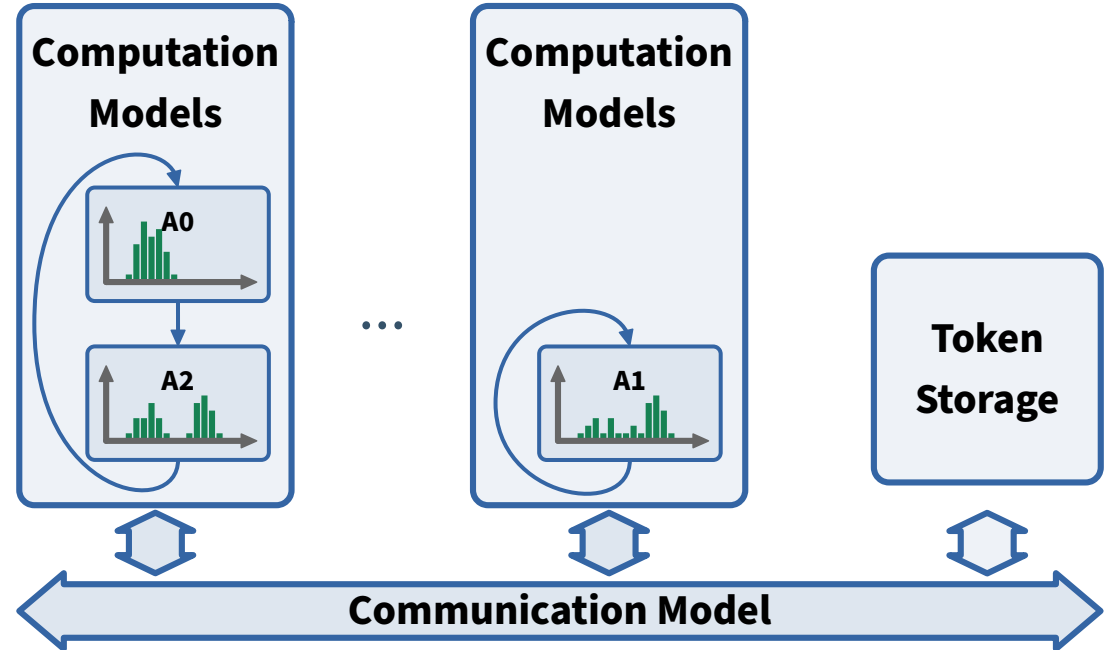 Computation
Models
A0
A2
...
Computation
Models
A1
Token
Storage
Communication Model